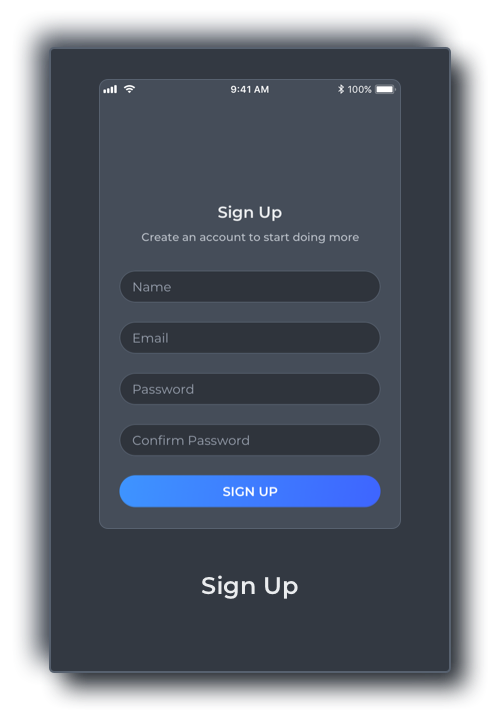 9:41 AM 100%
Sign Up
Create an account to start doing more
Name
Email
Password
Confirm Password
SIGN UP
Sign Up